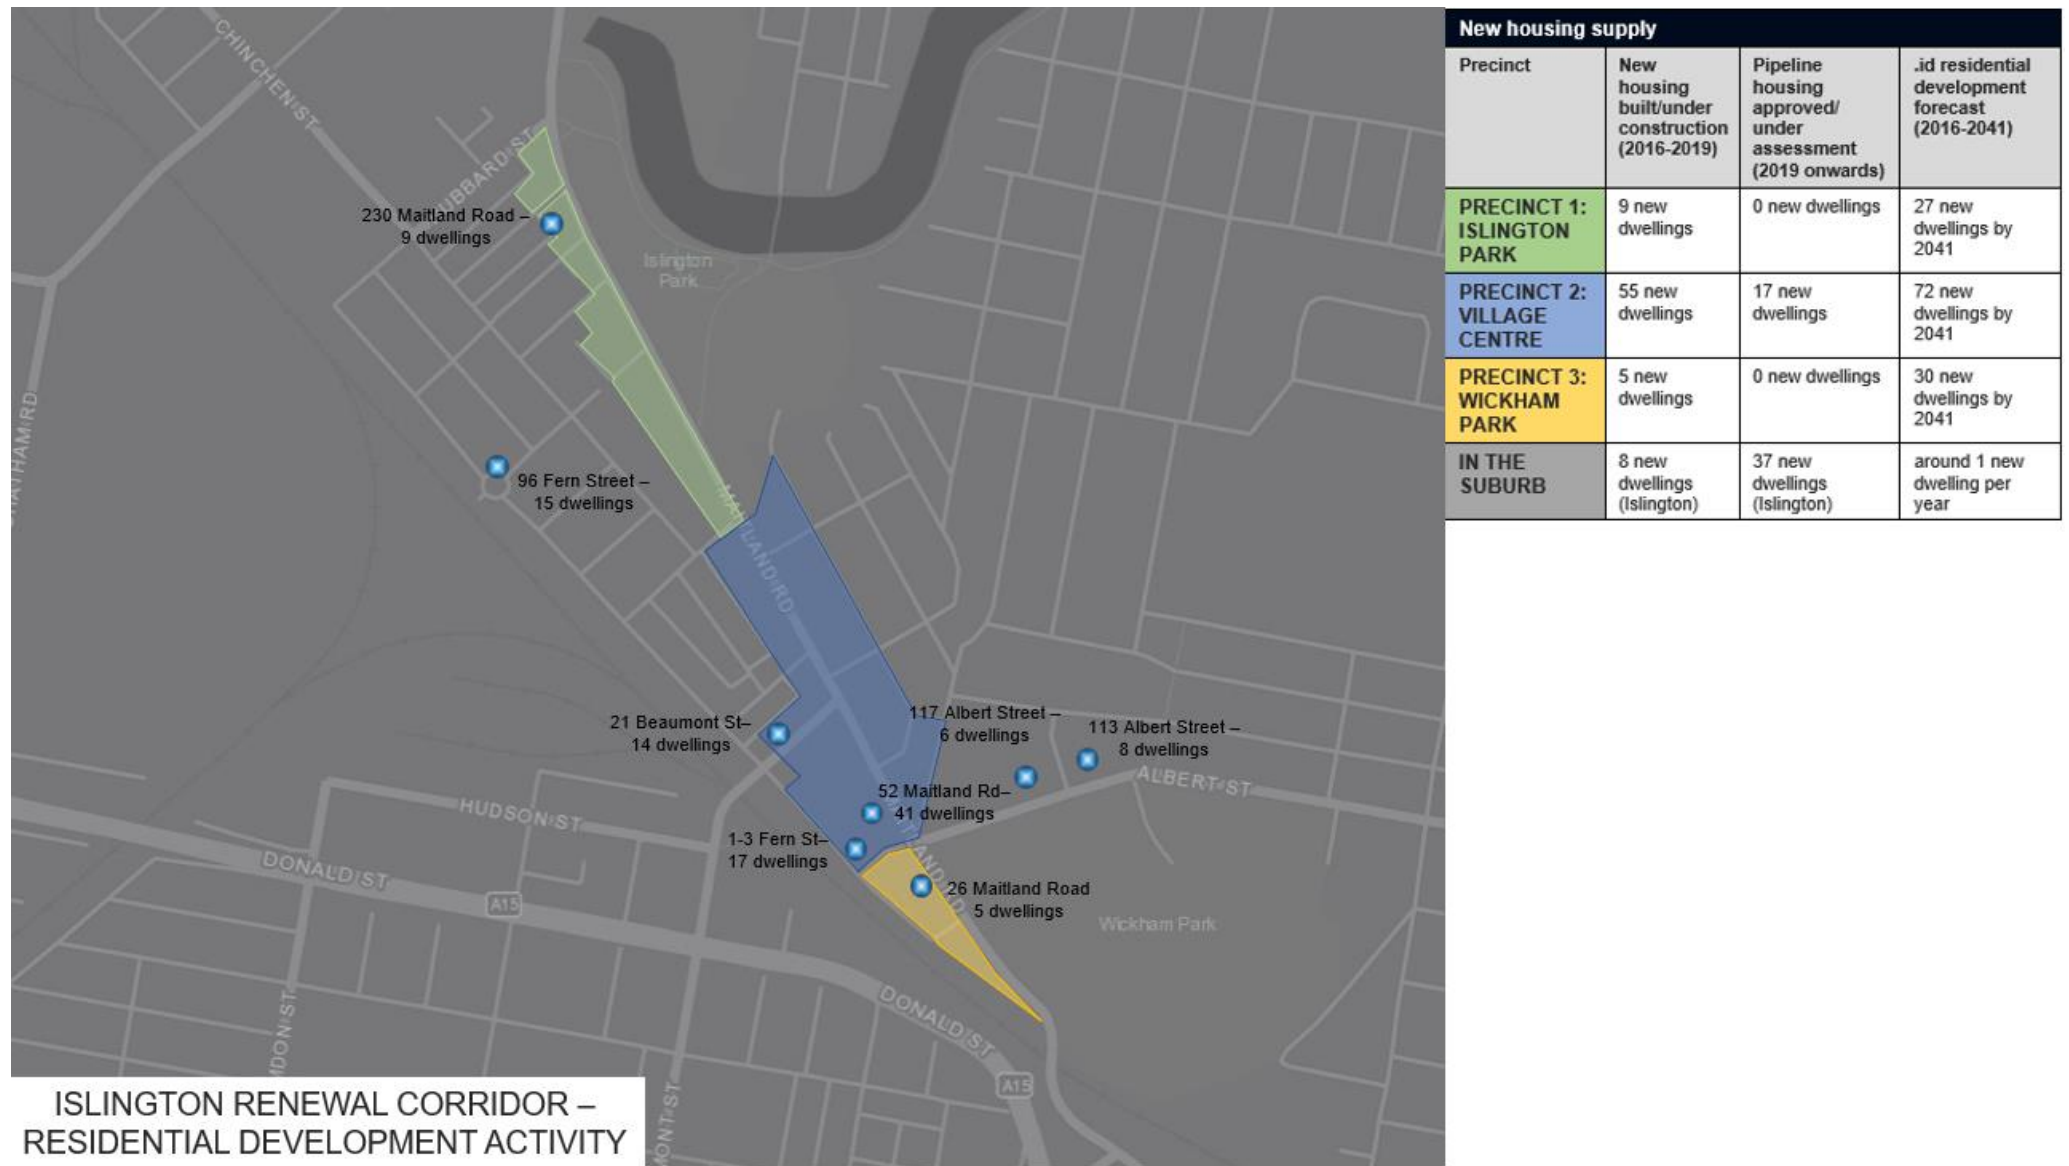 CHINCHEN ST
HUBBARD ST
230 Maitland Road –
9 dwellings
Islington
Park
96 Fern Street –
15 dwellings
MAITLAND RD
21 Beaumont St–
14 dwellings
117 Albert Street –
6 dwellings
113 Albert Street –
8 dwellings
ALBERT ST
52 Maitland Rd–
41 dwellings
HUDSON ST
1-3 Fern St–
17 dwellings
MAITLAND RD
DONALD ST
A15
26 Maitland Road
5 dwellings
Wickham Park
DONALD ST
A15
ISLINGTON RENEWAL CORRIDOR –
RESIDENTIAL DEVELOPMENT ACTIVITY
New housing supply
Precinct
New
housing
built/under
construction
(2016-2019)
Pipeline
housing
approved/
under
assessment
(2019 onwards)
.id residential
development
forecast
(2016-2041)
PRECINCT 1:
ISLINGTON
PARK
9 new
dwellings
0 new dwellings
27 new
dwellings by
2041
PRECINCT 2:
VILLAGE
CENTRE
55 new
dwellings
17 new
dwellings
72 new
dwellings by
2041
PRECINCT 3:
WICKHAM
PARK
5 new
dwellings
0 new dwellings
30 new
dwellings by
2041
IN THE
SUBURB
8 new
dwellings
(Islington)
37 new
dwellings
(Islington)
around 1 new
dwelling per
year